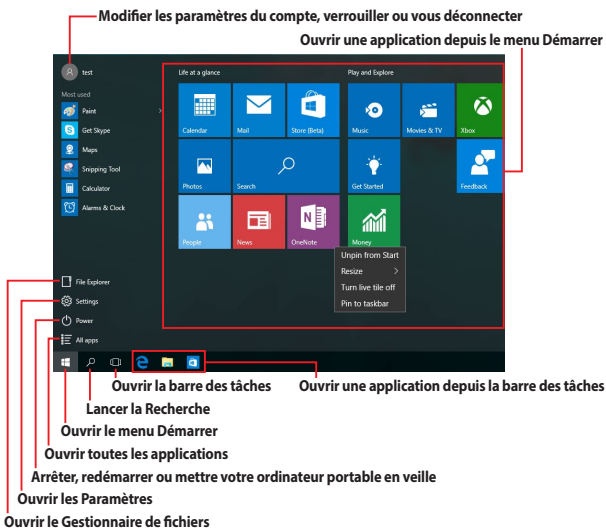 Modifier les paramètres du compte, verrouiller ou vous déconnecter
Ouvrir une application depuis le menu Démarrer
test
Life at a glance
Play and Explore
Most used
Paint
Get Skype
Maps
Snipping Tool
Calculator
Alarms & Clock
Calendar
Mail
Store (Beta)
Music
Movies & TV
Xbox
Photos
Search
Get Started
Feedback
People
News
OneNote
Money
Unpin from Start
Resize
Turn live tile off
Pin to taskbar
File Explorer
Settings
Power
All apps
Ouvrir la barre des tâches
Ouvrir une application depuis la barre des tâches
Lancer la Recherche
Ouvrir le menu Démarrer
Ouvrir toutes les applications
Arrêter, redémarrer ou mettre votre ordinateur portable en veille
Ouvrir les Paramètres
Ouvrir le Gestionnaire de fichiers